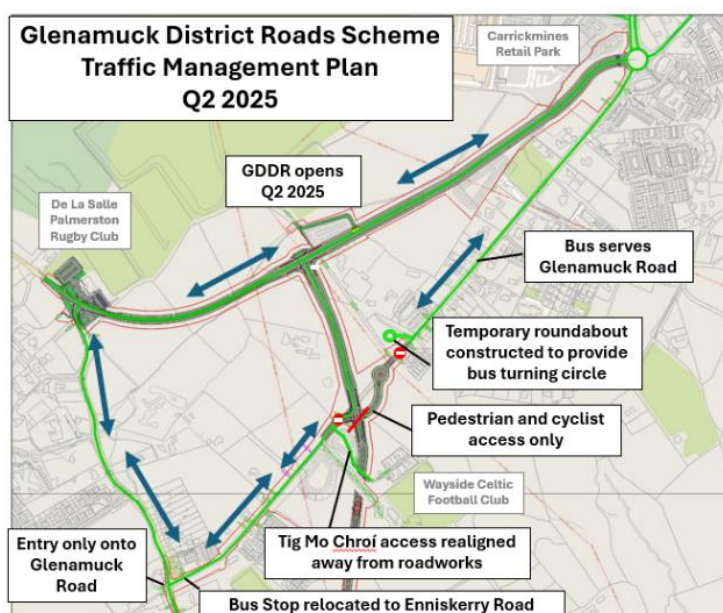 Glenamuck District Roads Scheme
Traffic Management Plan
Q2 2025
Carrickmines
Retail Park
GDDR opens
Q2 2025
De La Salle
Palmerston
Rugby Club
Bus serves
Glenamuck Road
Temporary roundabout
constructed to provide
bus turning circle
Pedestrian and cyclist
access only
Wayside Celtic
Football Club
Tig Mo Chroí access realigned
away from roadworks
Entry only onto
Glenamuck
Road
Bus Stop relocated to Enniskerry Road